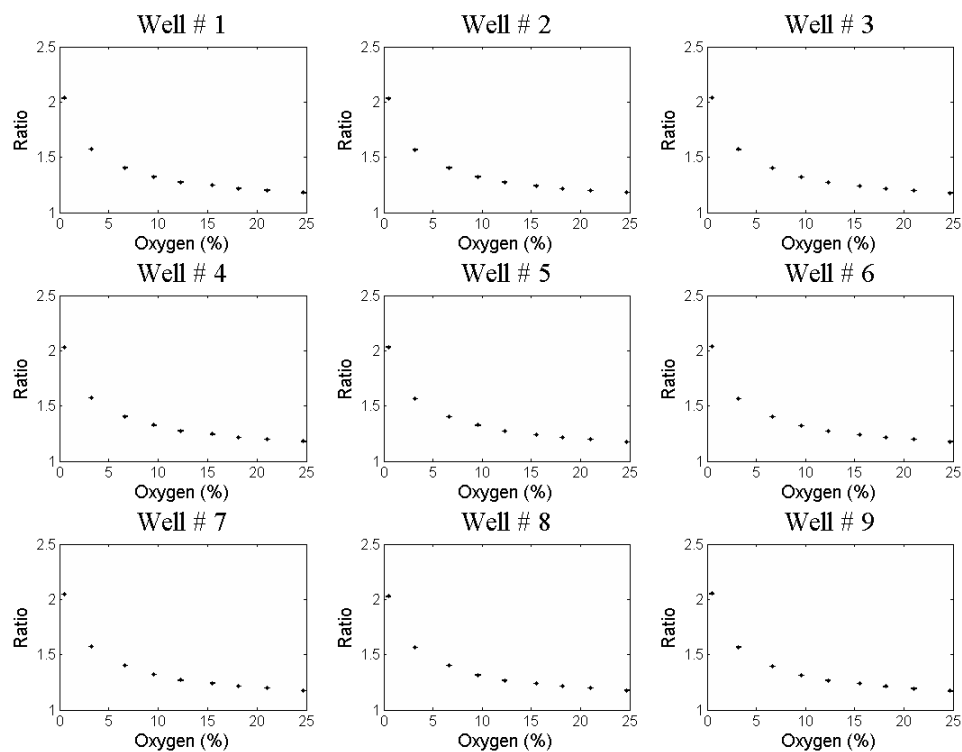 Well # 1
Well # 2
Well # 3
2.5
2
1.5
1
Ratio
0 5 10 15 20 25
Oxygen (%)
2.5
2
1.5
1
Ratio
0 5 10 15 20 25
Oxygen (%)
2.5
2
1.5
1
Ratio
0 5 10 15 20 25
Oxygen (%)
Well # 4
Well # 5
Well # 6
2.5
2
1.5
1
Ratio
0 5 10 15 20 25
Oxygen (%)
2.5
2
1.5
1
Ratio
0 5 10 15 20 25
Oxygen (%)
2.5
2
1.5
1
Ratio
0 5 10 15 20 25
Oxygen (%)
Well # 7
Well # 8
Well # 9
2.5
2
1.5
1
Ratio
0 5 10 15 20 25
Oxygen (%)
2.5
2
1.5
1
Ratio
0 5 10 15 20 25
Oxygen (%)
2.5
2
1.5
1
Ratio
0 5 10 15 20 25
Oxygen (%)